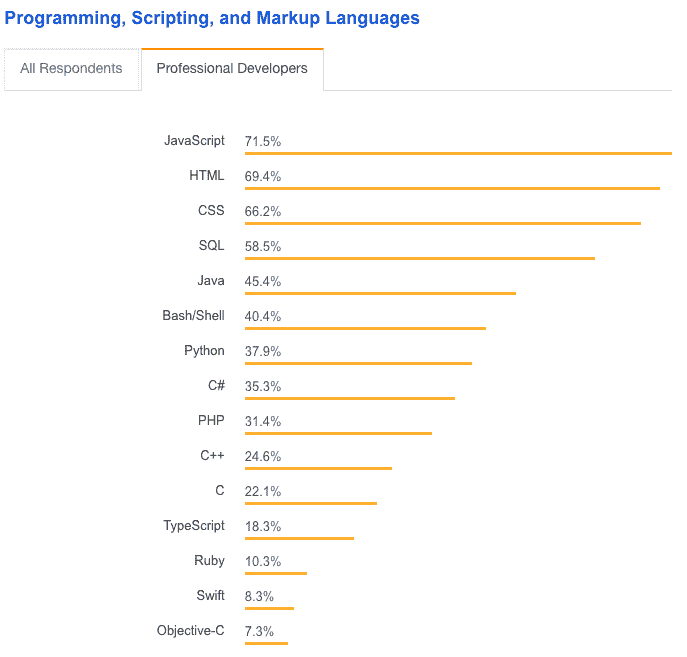 Programming, Scripting, and Markup Languages
All Respondents Professional Developers
JavaScript 71.5%
HTML 69.4%
CSS 66.2%
SQL 58.5%
Java 45.4%
Bash/Shell 40.4%
Python 37.9%
C# 35.3%
PHP 31.4%
C++ 24.6%
C 22.1%
TypeScript 18.3%
Ruby 10.3%
Swift 8.3%
Objective-C 7.3%